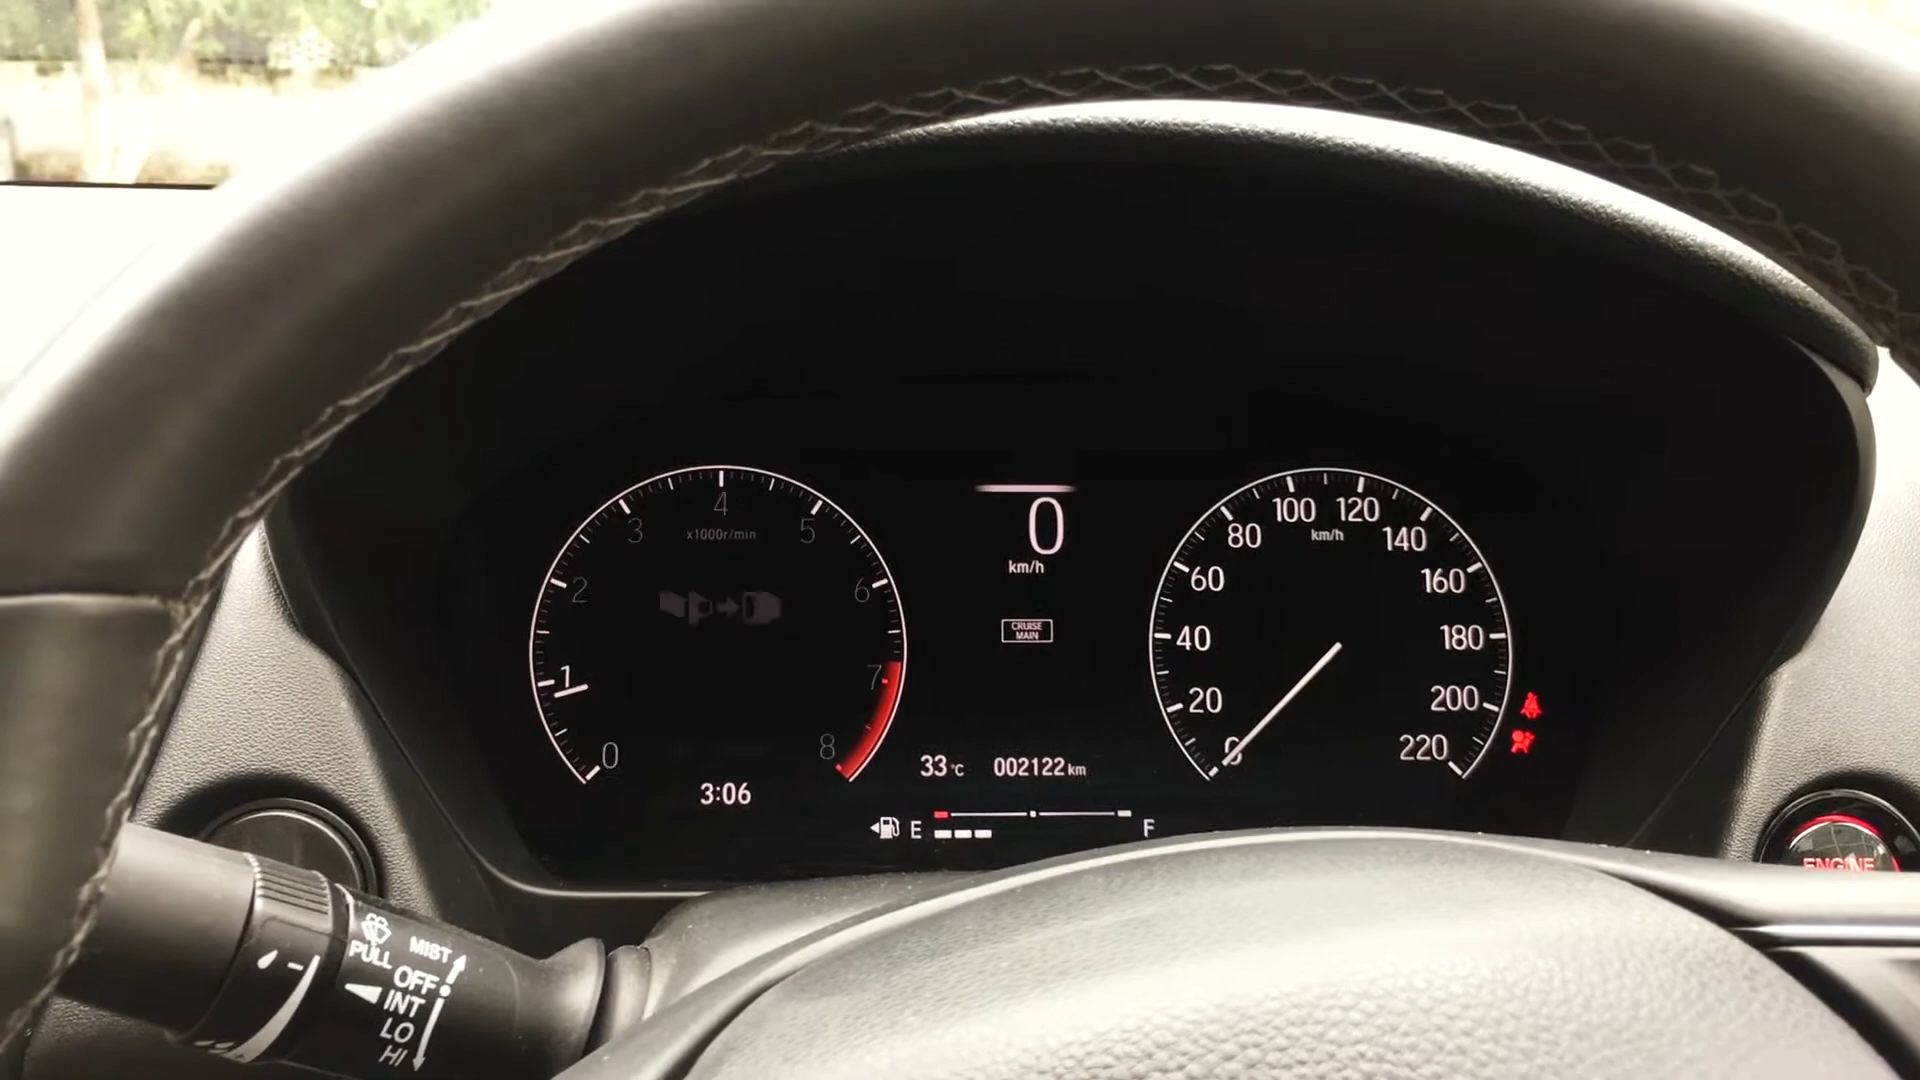 4
3
5
x1000r/min
2
6
1
7
0
8
3:06
0
km/h
CRUISE
MAIN
33°C
002122 km
E
F
100
120
80
km/h
140
60
160
40
180
20
200
0
220
ENGINE
PULL
MIST
OFF
INT
LO
HI